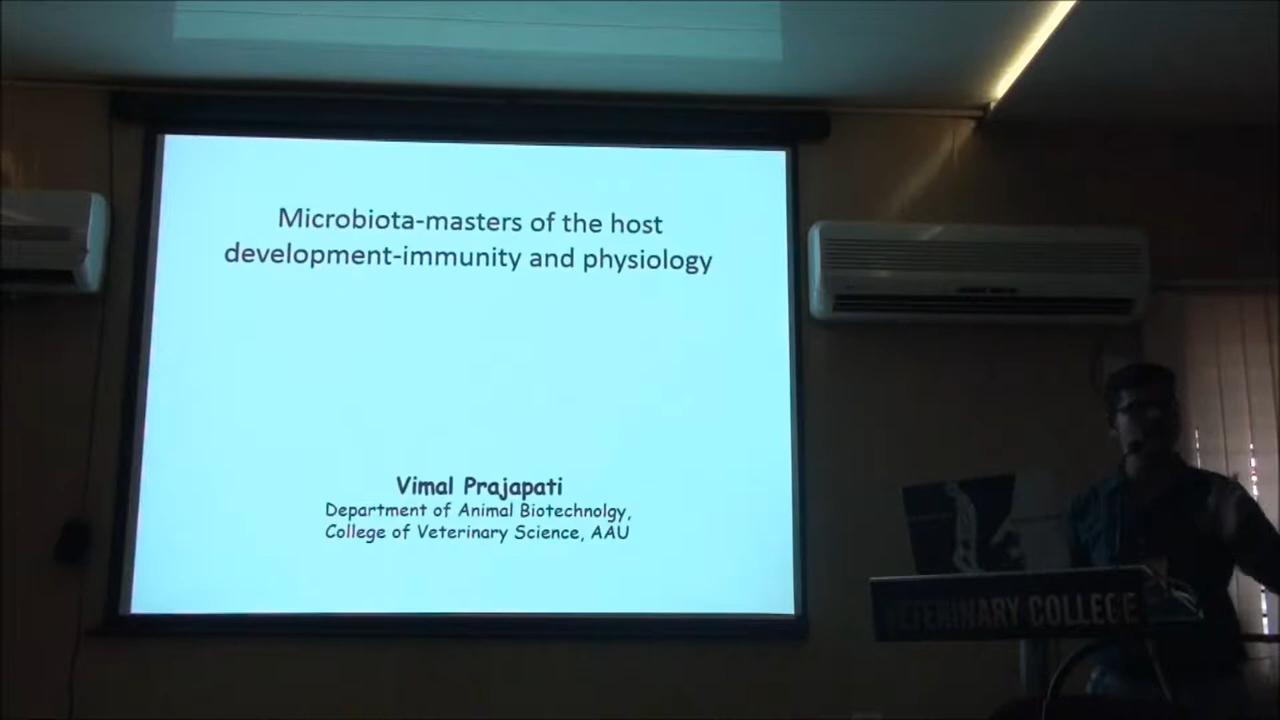 Microbiota-masters of the host
development-immunity and physiology
Vimal Prajapati
Department of Animal Biotechnolgy,
College of Veterinary Science, AAU
VETERINARY COLLEGE